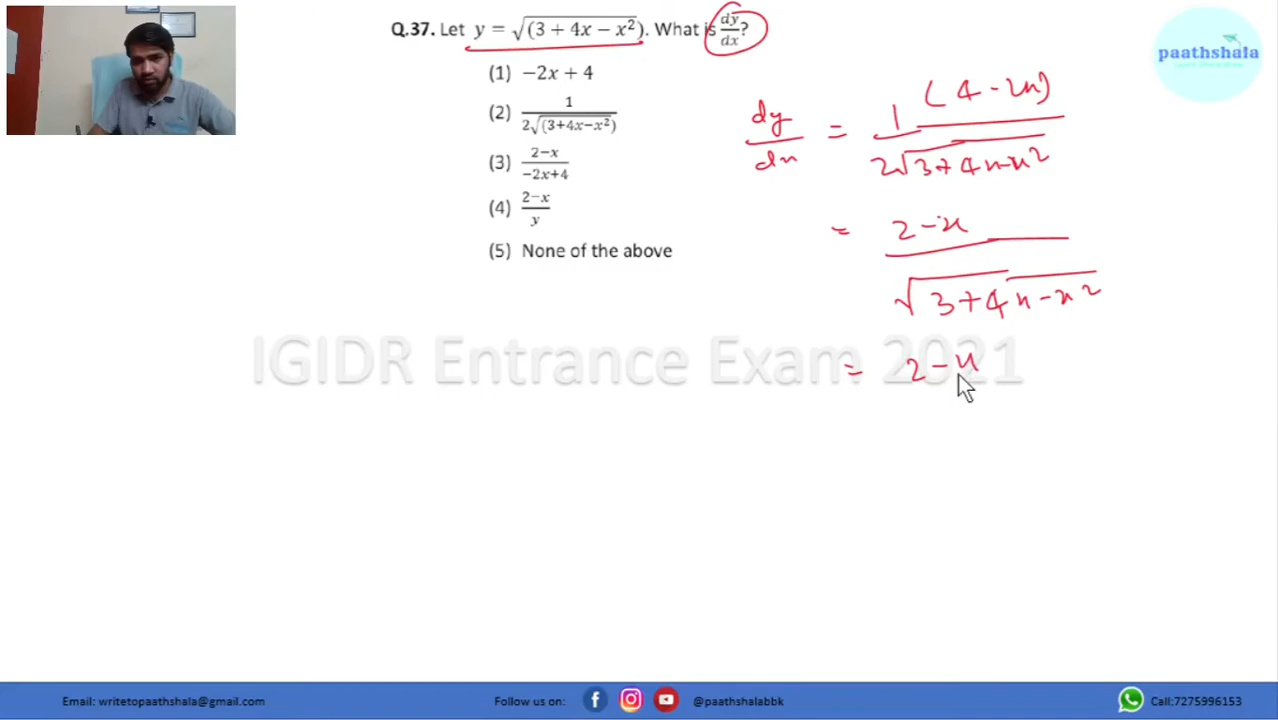 Q.37. Let y = √(3 + 4x − x²). What is dy/dx?
(1) −2x + 4
(2) 1/2√(3+4x−x²)
(3) 2−x/−2x+4
(4) 2−x/y
(5) None of the above
paathshala
dy/dx = 1 (4-2x)/2√3+4x-x²
= 2-x/√3+4x-x²
= 2-x
IGIDR Entrance Exam 2021
Email: writetopaathshala@gmail.com
Follow us on: @paathshalabbk
Call:7275996153